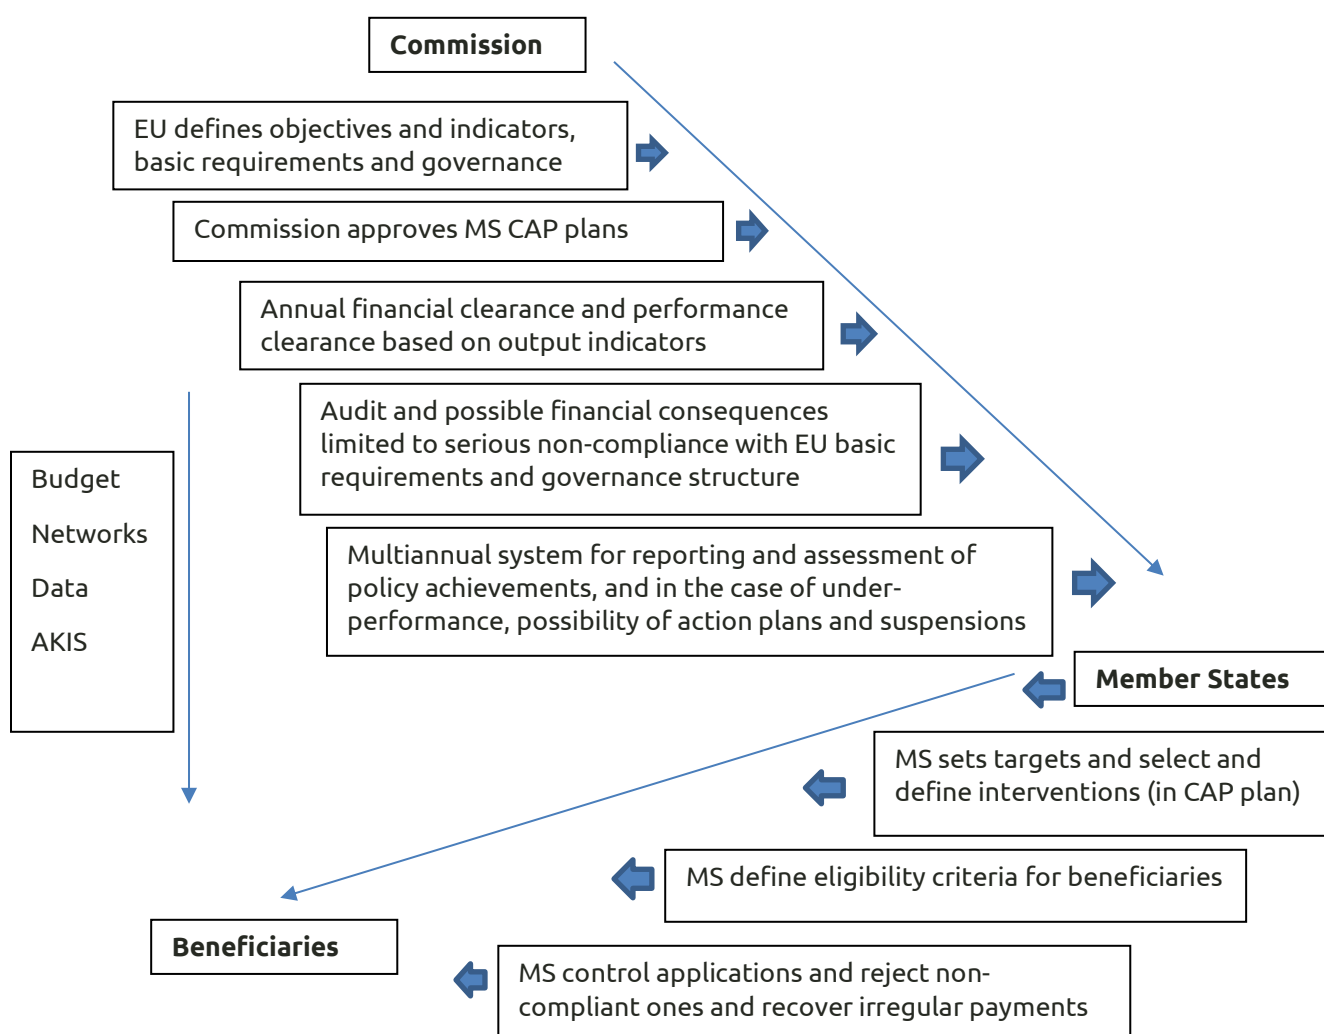 Commission
EU defines objectives and indicators,
basic requirements and governance
Commission approves MS CAP plans
Annual financial clearance and performance
clearance based on output indicators
Audit and possible financial consequences
limited to serious non-compliance with EU basic
requirements and governance structure
Budget
Networks
Data
AKIS
Multiannual system for reporting and assessment of
policy achievements, and in the case of under-
performance, possibility of action plans and suspensions
Member States
MS sets targets and select and
define interventions (in CAP plan)
MS define eligibility criteria for beneficiaries
Beneficiaries
MS control applications and reject non-
compliant ones and recover irregular payments